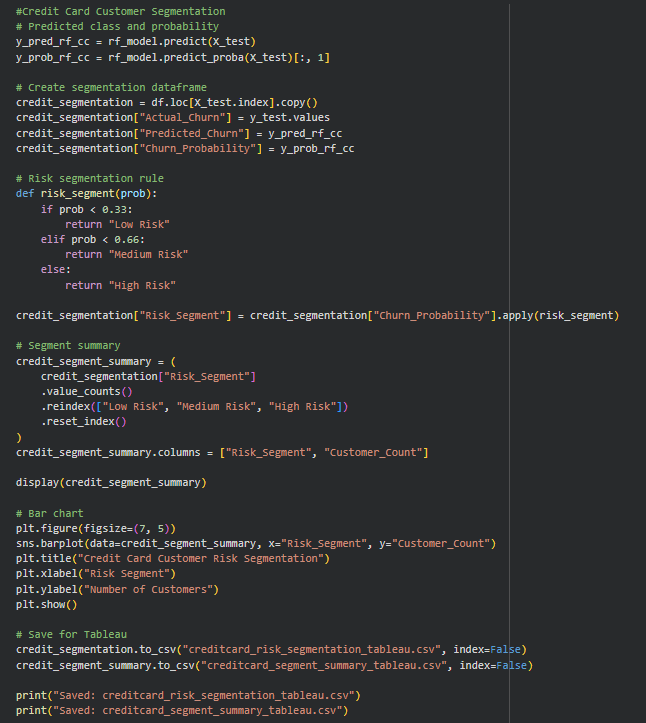 #Credit Card Customer Segmentation
# Predicted class and probability
y_pred_rf_cc = rf_model.predict(X_test)
y_prob_rf_cc = rf_model.predict_proba(X_test)[:, 1]

# Create segmentation dataframe
credit_segmentation = df.loc[X_test.index].copy()
credit_segmentation["Actual_Churn"] = y_test.values
credit_segmentation["Predicted_Churn"] = y_pred_rf_cc
credit_segmentation["Churn_Probability"] = y_prob_rf_cc

# Risk segmentation rule
def risk_segment(prob):
    if prob < 0.33:
        return "Low Risk"
    elif prob < 0.66:
        return "Medium Risk"
    else:
        return "High Risk"

credit_segmentation["Risk_Segment"] = credit_segmentation["Churn_Probability"].apply(risk_segment)

# Segment summary
credit_segment_summary = (
    credit_segmentation["Risk_Segment"]
    .value_counts()
    .reindex(["Low Risk", "Medium Risk", "High Risk"])
    .reset_index()
)
credit_segment_summary.columns = ["Risk_Segment", "Customer_Count"]

display(credit_segment_summary)

# Bar chart
plt.figure(figsize=(7, 5))
sns.barplot(data=credit_segment_summary, x="Risk_Segment", y="Customer_Count")
plt.title("Credit Card Customer Risk Segmentation")
plt.xlabel("Risk Segment")
plt.ylabel("Number of Customers")
plt.show()

# Save for Tableau
credit_segmentation.to_csv("creditcard_risk_segmentation_tableau.csv", index=False)
credit_segment_summary.to_csv("creditcard_segment_summary_tableau.csv", index=False)

print("Saved: creditcard_risk_segmentation_tableau.csv")
print("Saved: creditcard_segment_summary_tableau.csv")